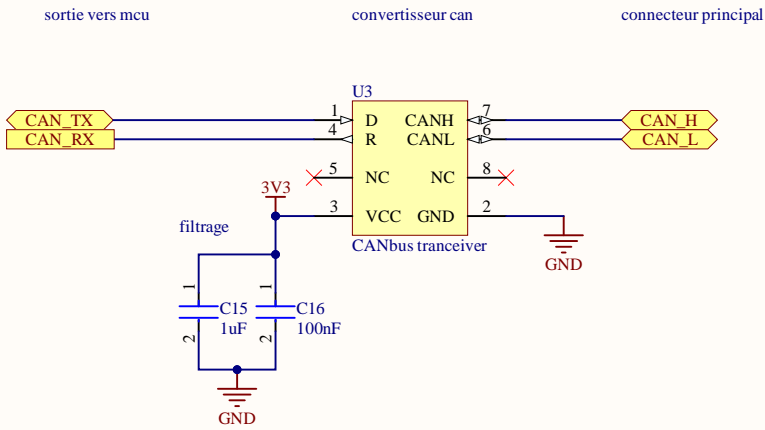 sortie vers mcu
convertisseur can
connecteur principal
U3
CAN_TX
1
D
CANH
7
CAN_H
CAN_RX
4
R
CANL
6
CAN_L
5
NC
NC
8
3V3
3
VCC
GND
2
filtrage
CANbus tranceiver
GND
1
C15
1uF
2
1
C16
100nF
2
GND